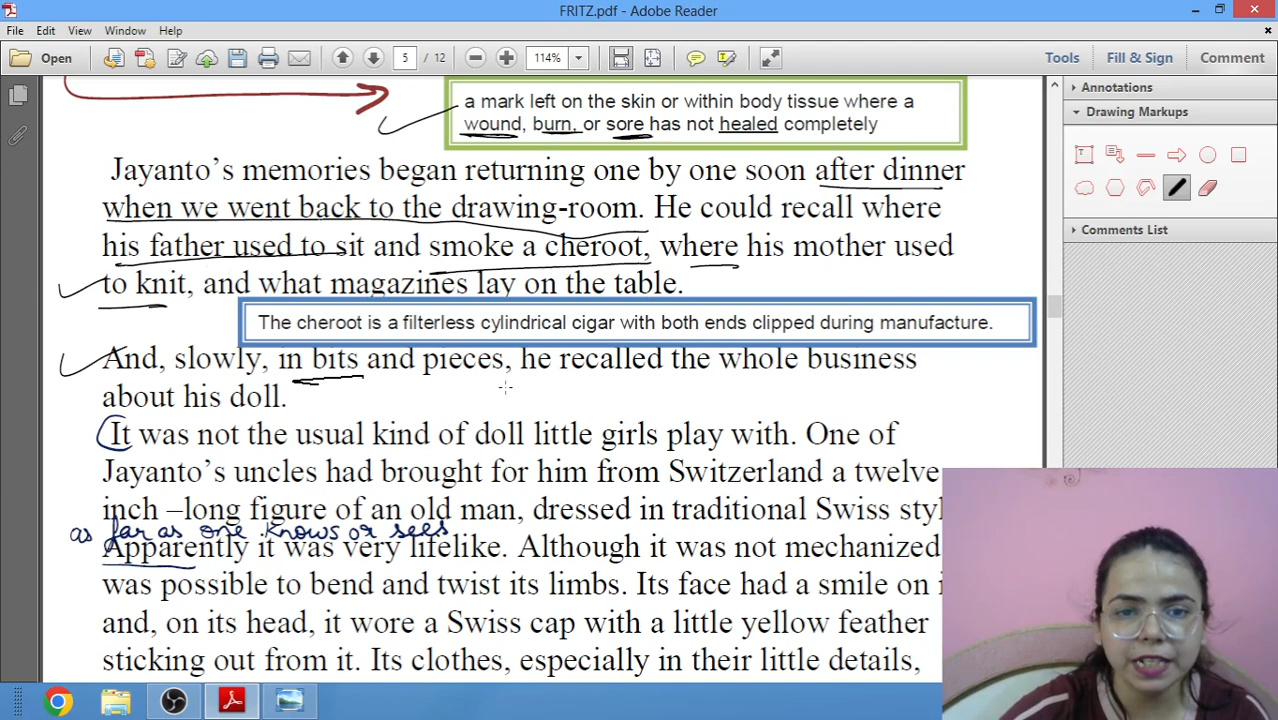 FRITZ.pdf - Adobe Reader
File Edit View Window Help
Open 5 / 12 114% Tools Fill & Sign Comment
Annotations
Drawing Markups
Comments List
a mark left on the skin or within body tissue where a
wound, burn, or sore has not healed completely
Jayanto's memories began returning one by one soon after dinner
when we went back to the drawing-room. He could recall where
his father used to sit and smoke a cheroot, where his mother used
to knit, and what magazines lay on the table.
The cheroot is a filterless cylindrical cigar with both ends clipped during manufacture.
And, slowly, in bits and pieces, he recalled the whole business
about his doll.
It was not the usual kind of doll little girls play with. One of
Jayanto's uncles had brought for him from Switzerland a twelve
inch –long figure of an old man, dressed in traditional Swiss styl
as far as one knows or sees
Apparently it was very lifelike. Although it was not mechanized
was possible to bend and twist its limbs. Its face had a smile on i
and, on its head, it wore a Swiss cap with a little yellow feather
sticking out from it. Its clothes, especially in their little details,